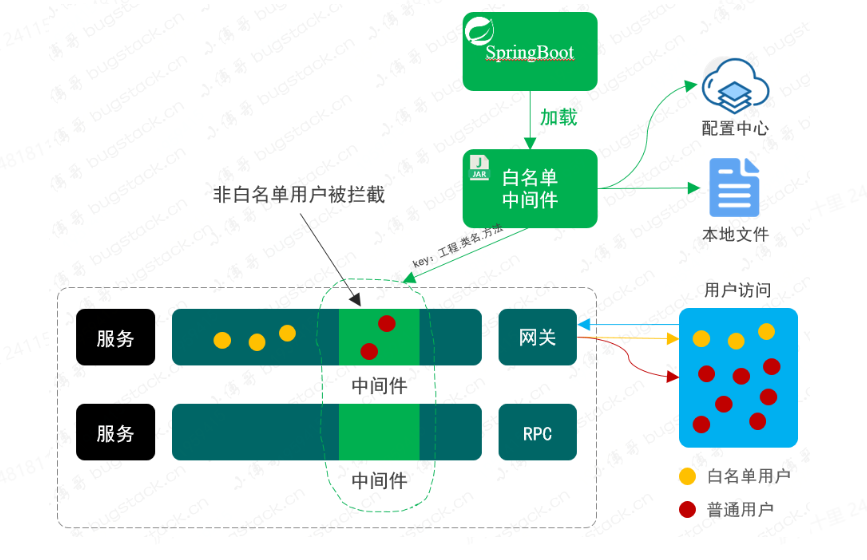 SpringBoot
加载
配置中心
J
JAR
白名单
中间件
本地文件
非白名单用户被拦截
key：工程.类名.方法
用户访问
服务
网关
中间件
服务
RPC
中间件
白名单用户
普通用户
小傅哥 bugstack.cn